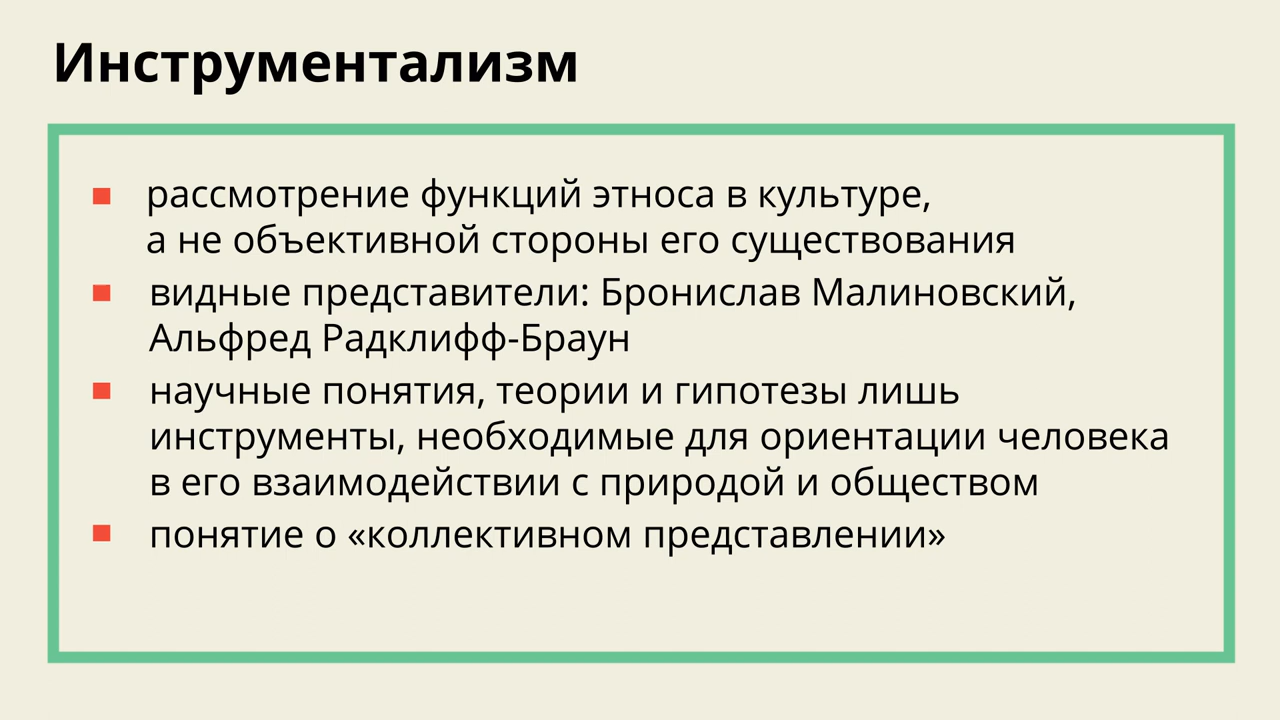 Инструментализм
рассмотрение функций этноса в культуре,
а не объективной стороны его существования
видные представители: Бронислав Малиновский,
Альфред Радклифф-Браун
научные понятия, теории и гипотезы лишь
инструменты, необходимые для ориентации человека
в его взаимодействии с природой и обществом
понятие о «коллективном представлении»